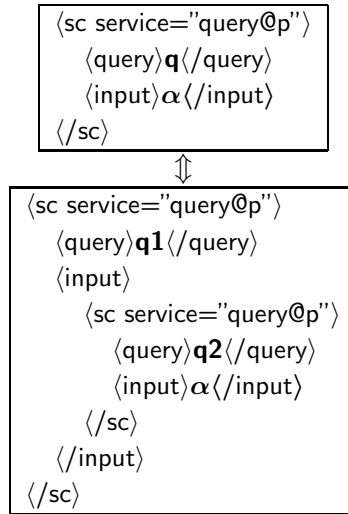 ⟨sc service=”query@p”⟩
⟨query⟩q⟨/query⟩
⟨input⟩α⟨/input⟩
⟨/sc⟩
⇕
⟨sc service=”query@p”⟩
⟨query⟩q1⟨/query⟩
⟨input⟩
⟨sc service=”query@p”⟩
⟨query⟩q2⟨/query⟩
⟨input⟩α⟨/input⟩
⟨/sc⟩
⟨/input⟩
⟨/sc⟩